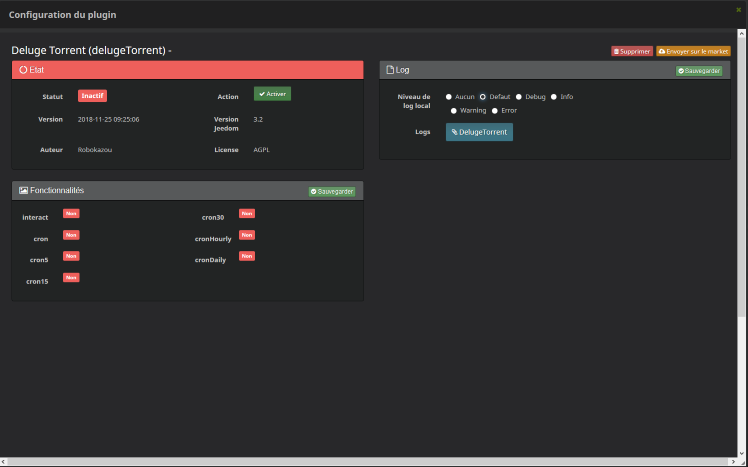 Configuration du plugin
Deluge Torrent (delugeTorrent) -
Supprimer Envoyer sur le market
Etat
Statut Inactif Action Activer
Version 2018-11-25 09:25:06 Version Jeedom 3.2
Auteur Robokazou License AGPL
Log Sauvegarder
Niveau de log local Aucun Defaut Debug Info
Warning Error
Logs DelugeTorrent
Fonctionnalités Sauvegarder
interact Non cron30 Non
cron Non cronHourly Non
cron5 Non cronDaily Non
cron15 Non